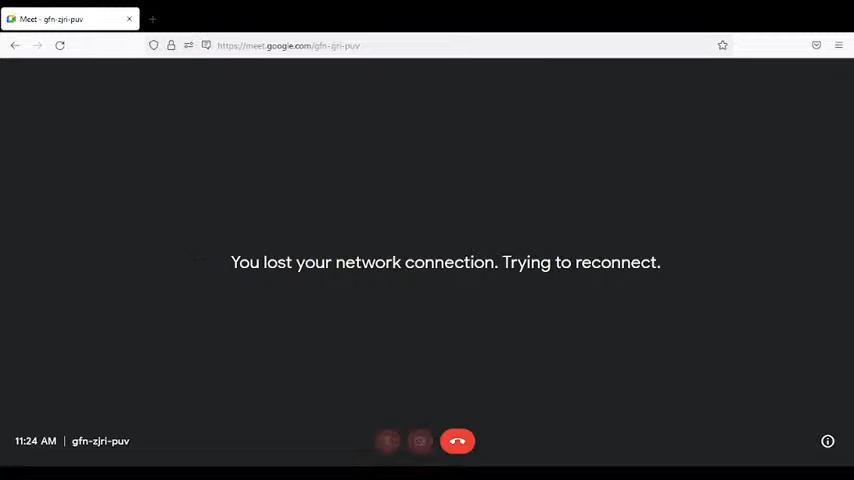 Meet - gfn-zjri-puv
https://meet.google.com/gfn-zjri-puv
You lost your network connection. Trying to reconnect.
11:24 AM | gfn-zjri-puv